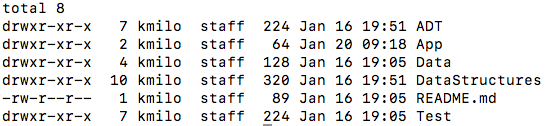 total 8
drwxr-xr-x   7 kmilo  staff  224 Jan 16 19:51 ADT
drwxr-xr-x   2 kmilo  staff   64 Jan 20 09:18 App
drwxr-xr-x   4 kmilo  staff  128 Jan 16 19:05 Data
drwxr-xr-x  10 kmilo  staff  320 Jan 16 19:51 DataStructures
-rw-r--r--   1 kmilo  staff   89 Jan 16 19:05 README.md
drwxr-xr-x   7 kmilo  staff  224 Jan 16 19:05 Test